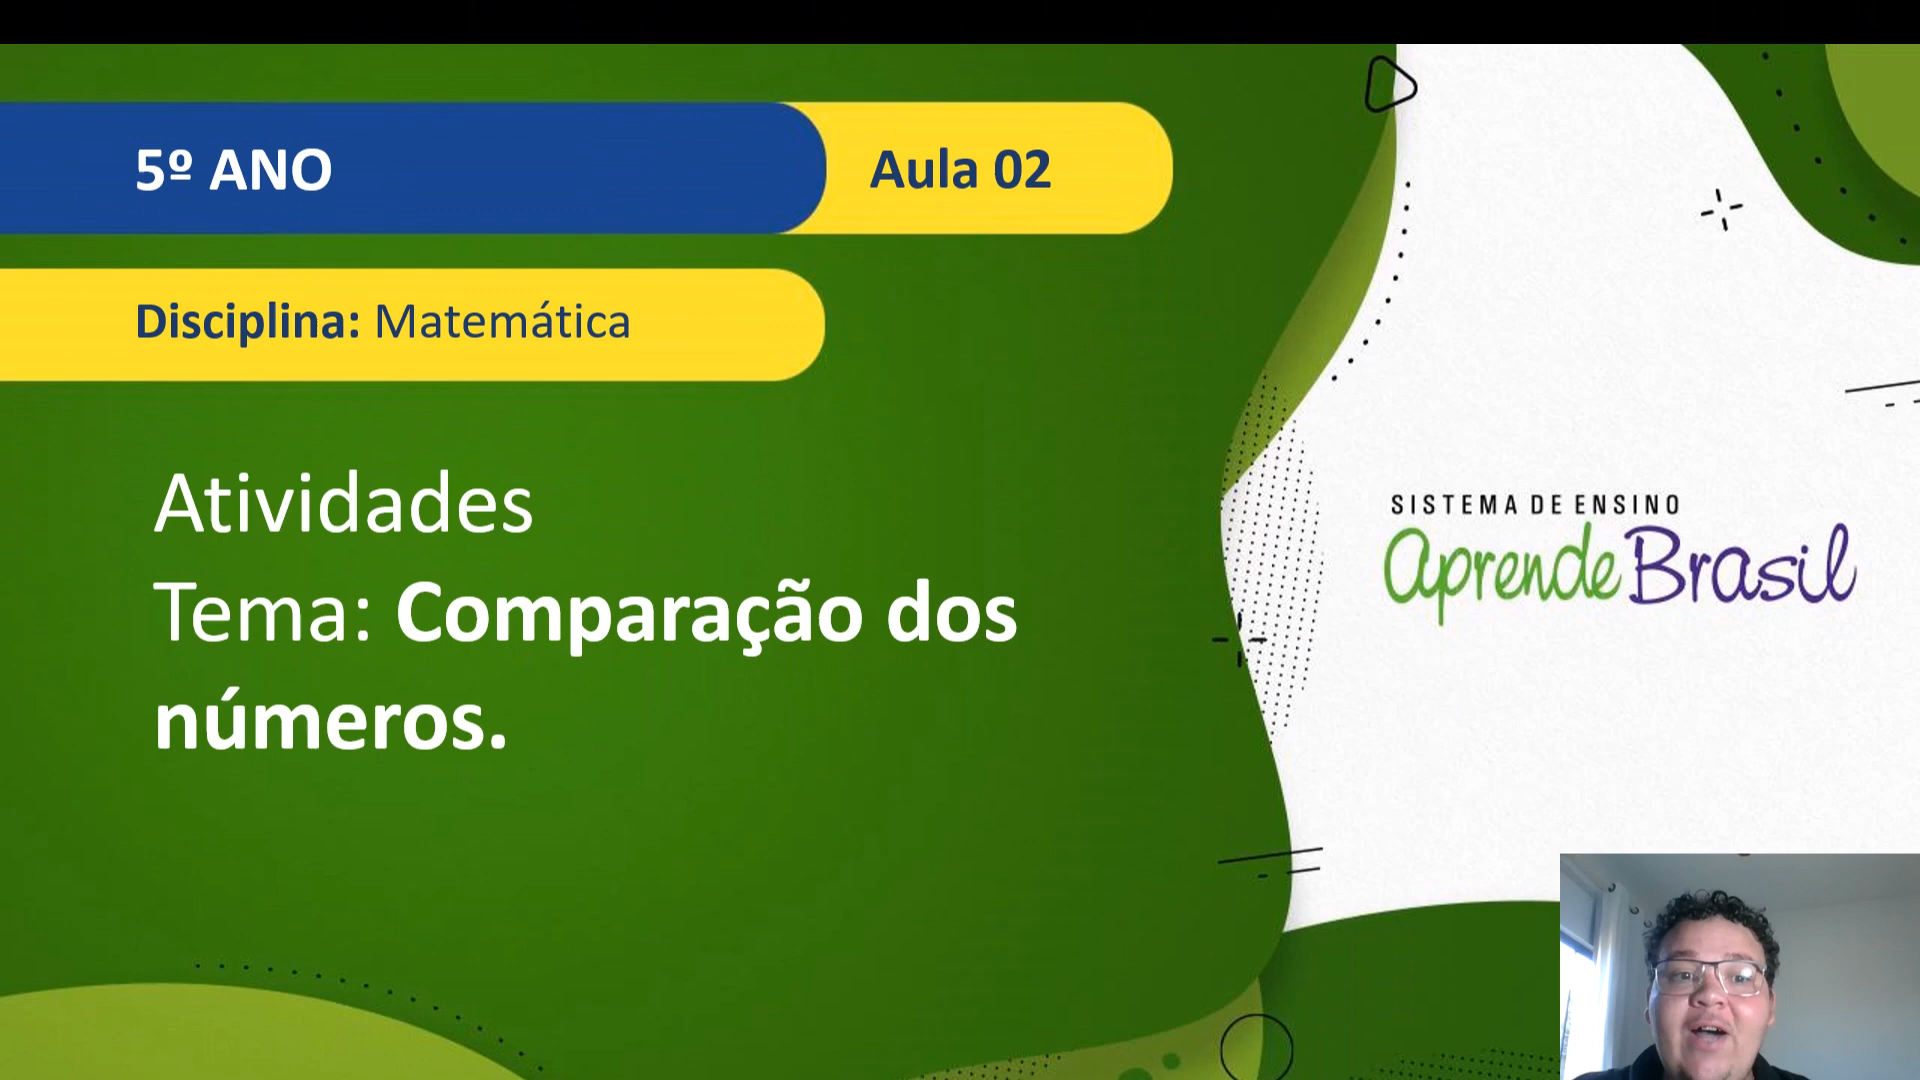 5º ANO
Aula 02
Disciplina: Matemática
Atividades
Tema: Comparação dos
números.
SISTEMA DE ENSINO
aprende Brasil